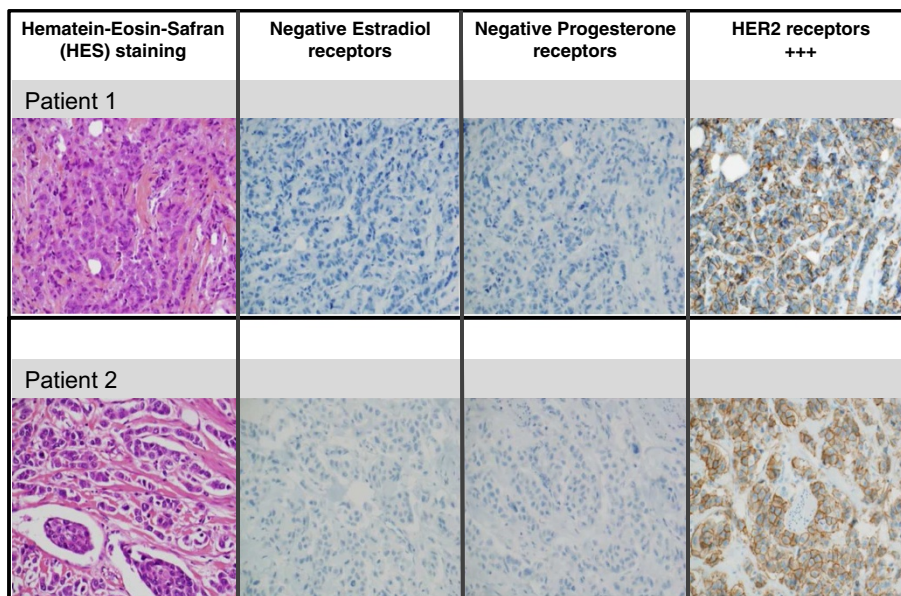 Hematein-Eosin-Safran
(HES) staining
Negative Estradiol
receptors
Negative Progesterone
receptors
HER2 receptors
+++
Patient 1
Patient 2